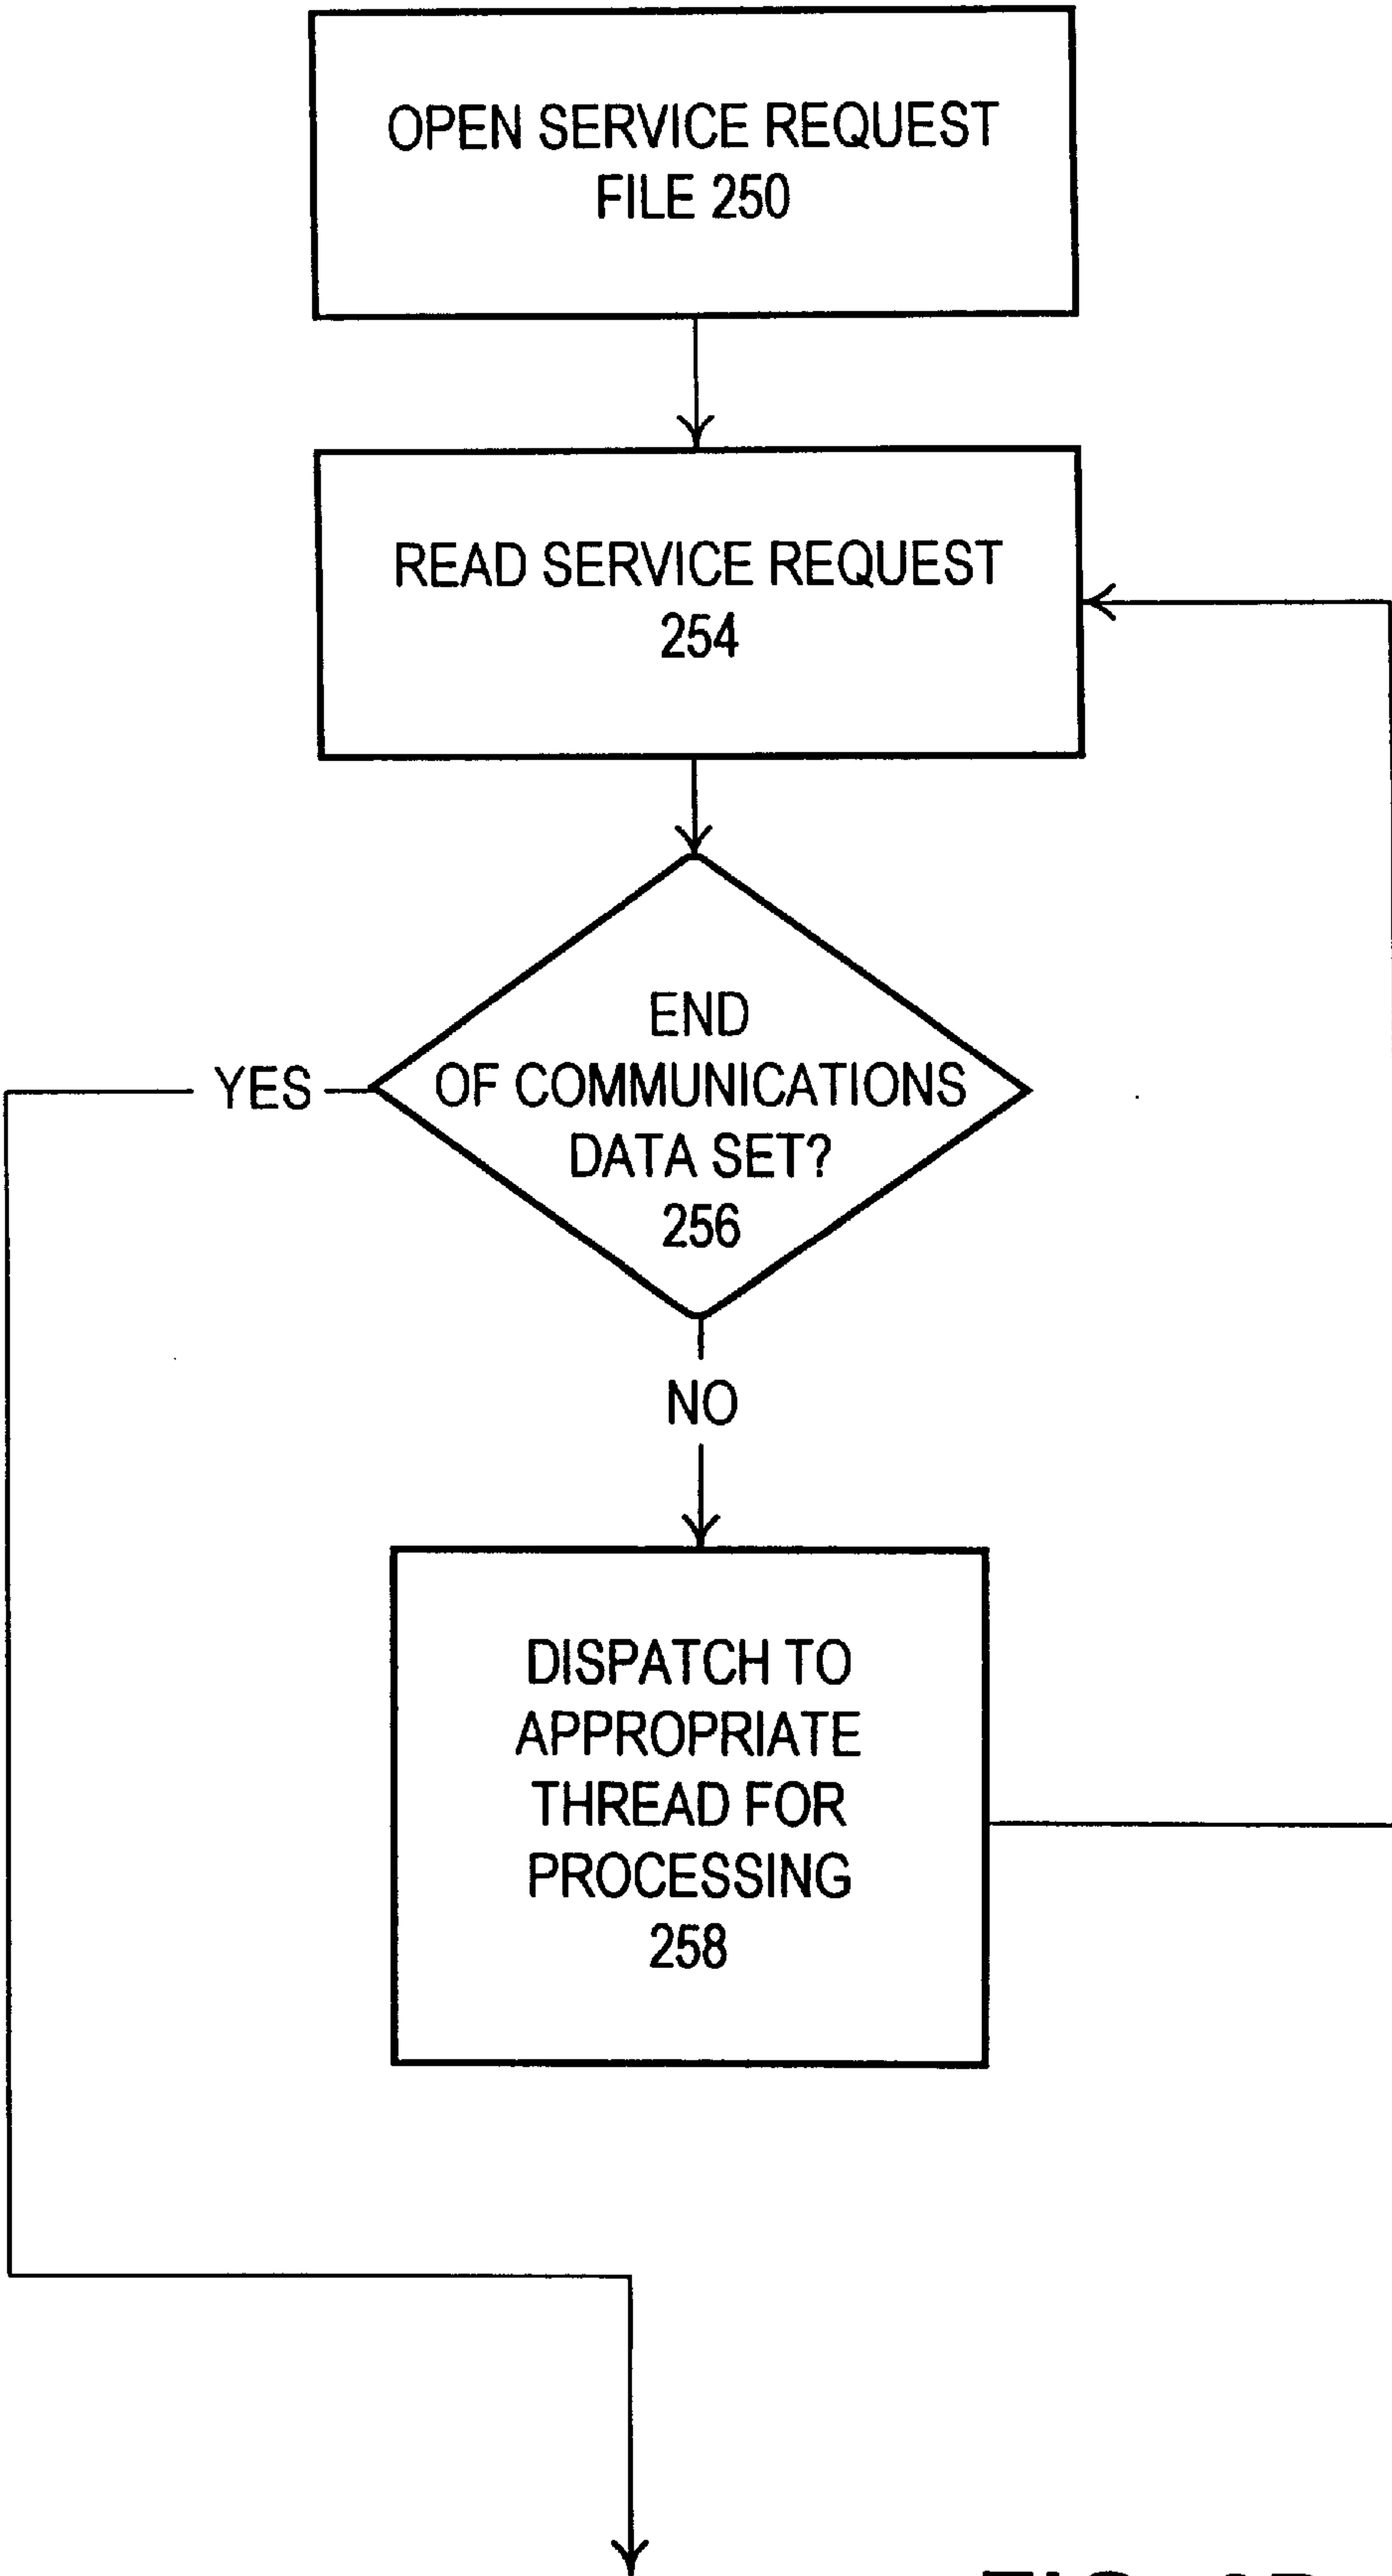 OPEN SERVICE REQUEST
FILE 250
READ SERVICE REQUEST
254
END
OF COMMUNICATIONS
DATA SET?
256
YES
NO
DISPATCH TO
APPROPRIATE
THREAD FOR
PROCESSING
258